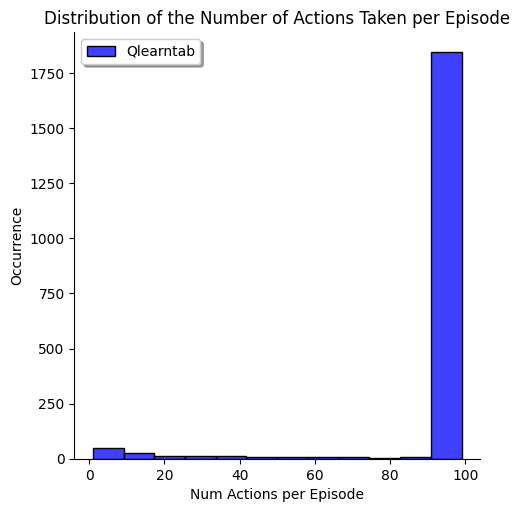 Distribution of the Number of Actions Taken per Episode
Qlearntab
1750
1500
1250
1000
750
500
250
0
Occurrence
0 20 40 60 80 100
Num Actions per Episode